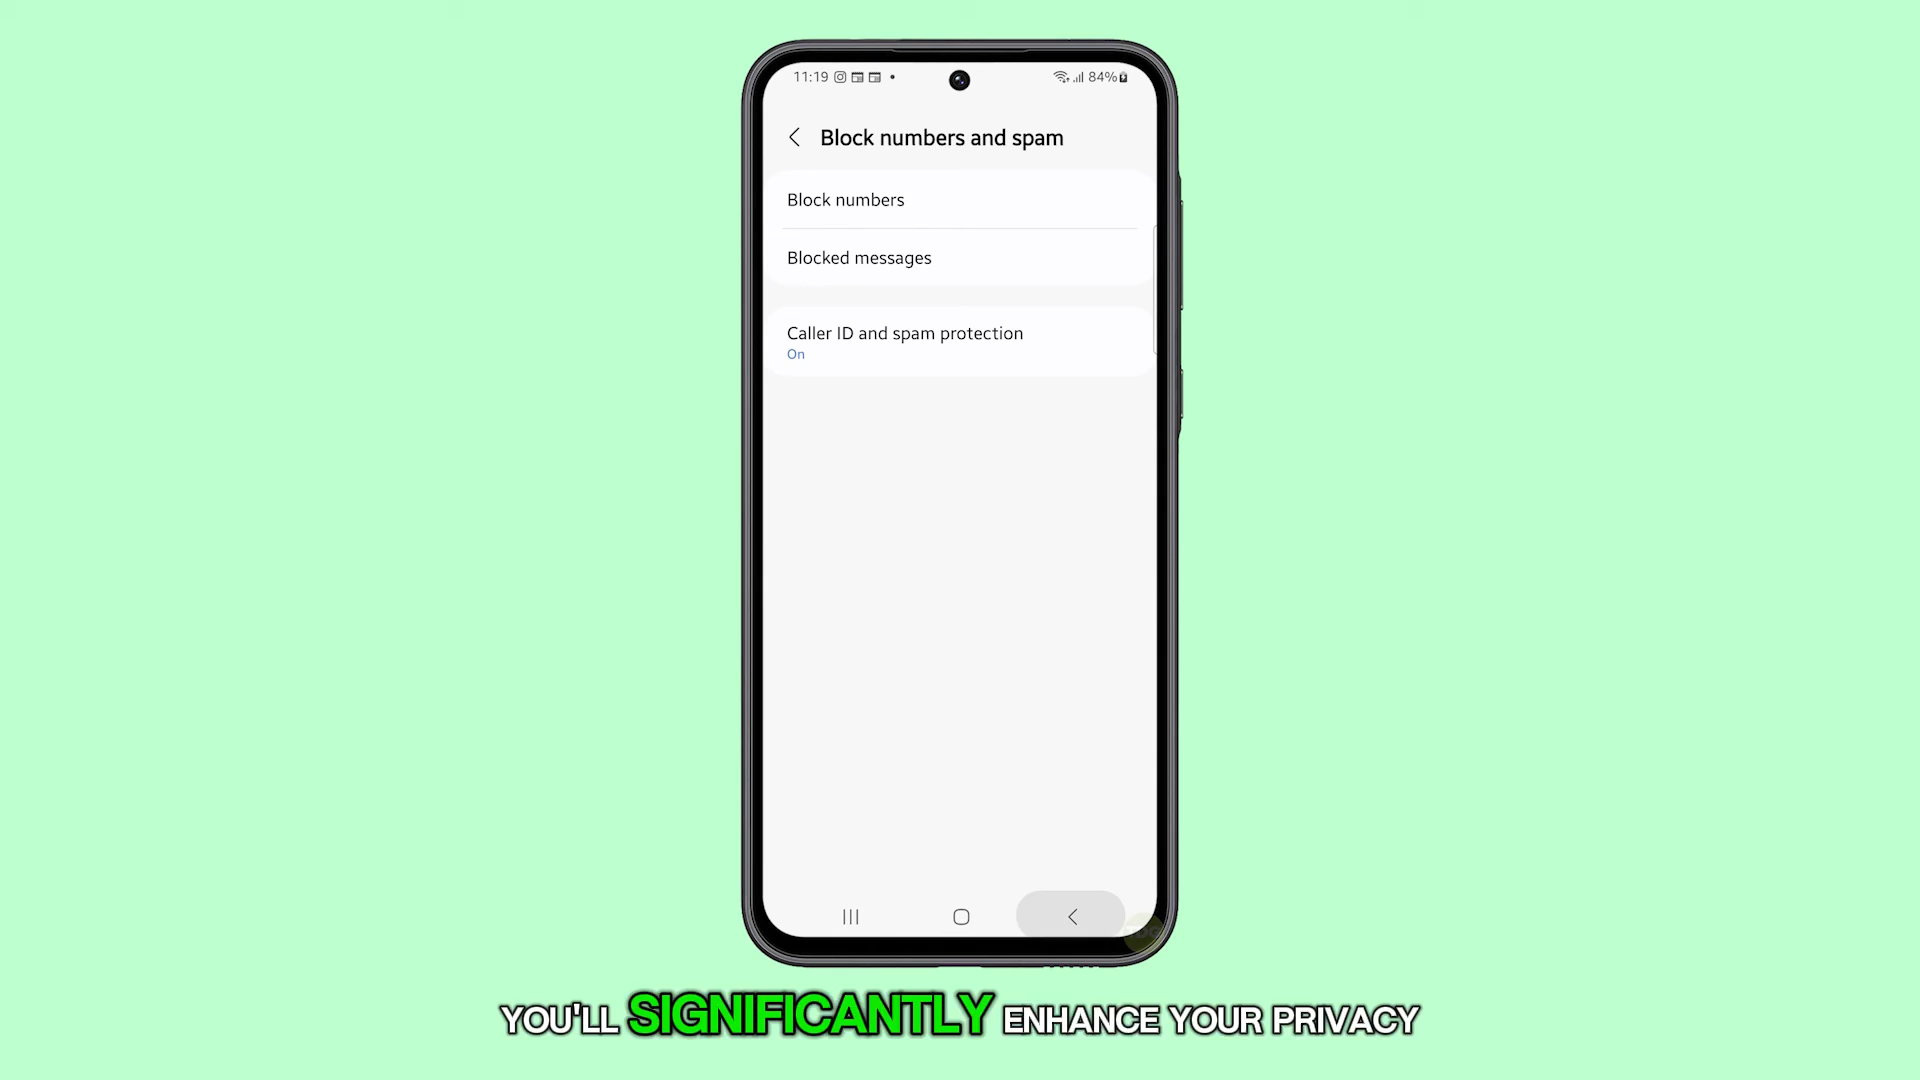 11:19 84%
Block numbers and spam
Block numbers
Blocked messages
Caller ID and spam protection
On
YOU'LL SIGNIFICANTLY ENHANCE YOUR PRIVACY